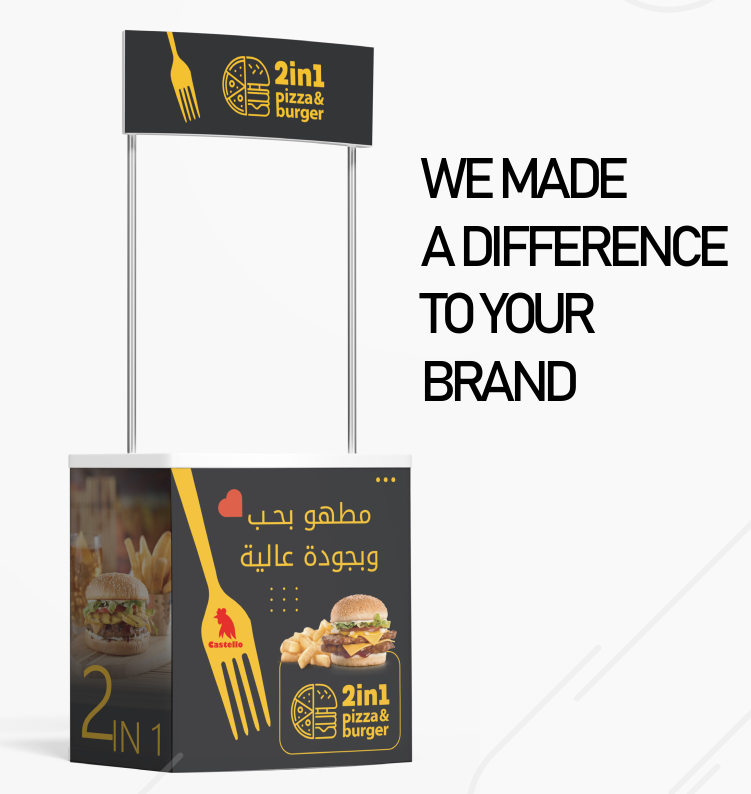 2in1
pizza&
burger
WE MADE
A DIFFERENCE
TO YOUR
BRAND
مطهو بحب
وبجودة عالية
Castello
2in1
pizza&
burger
2
IN 1